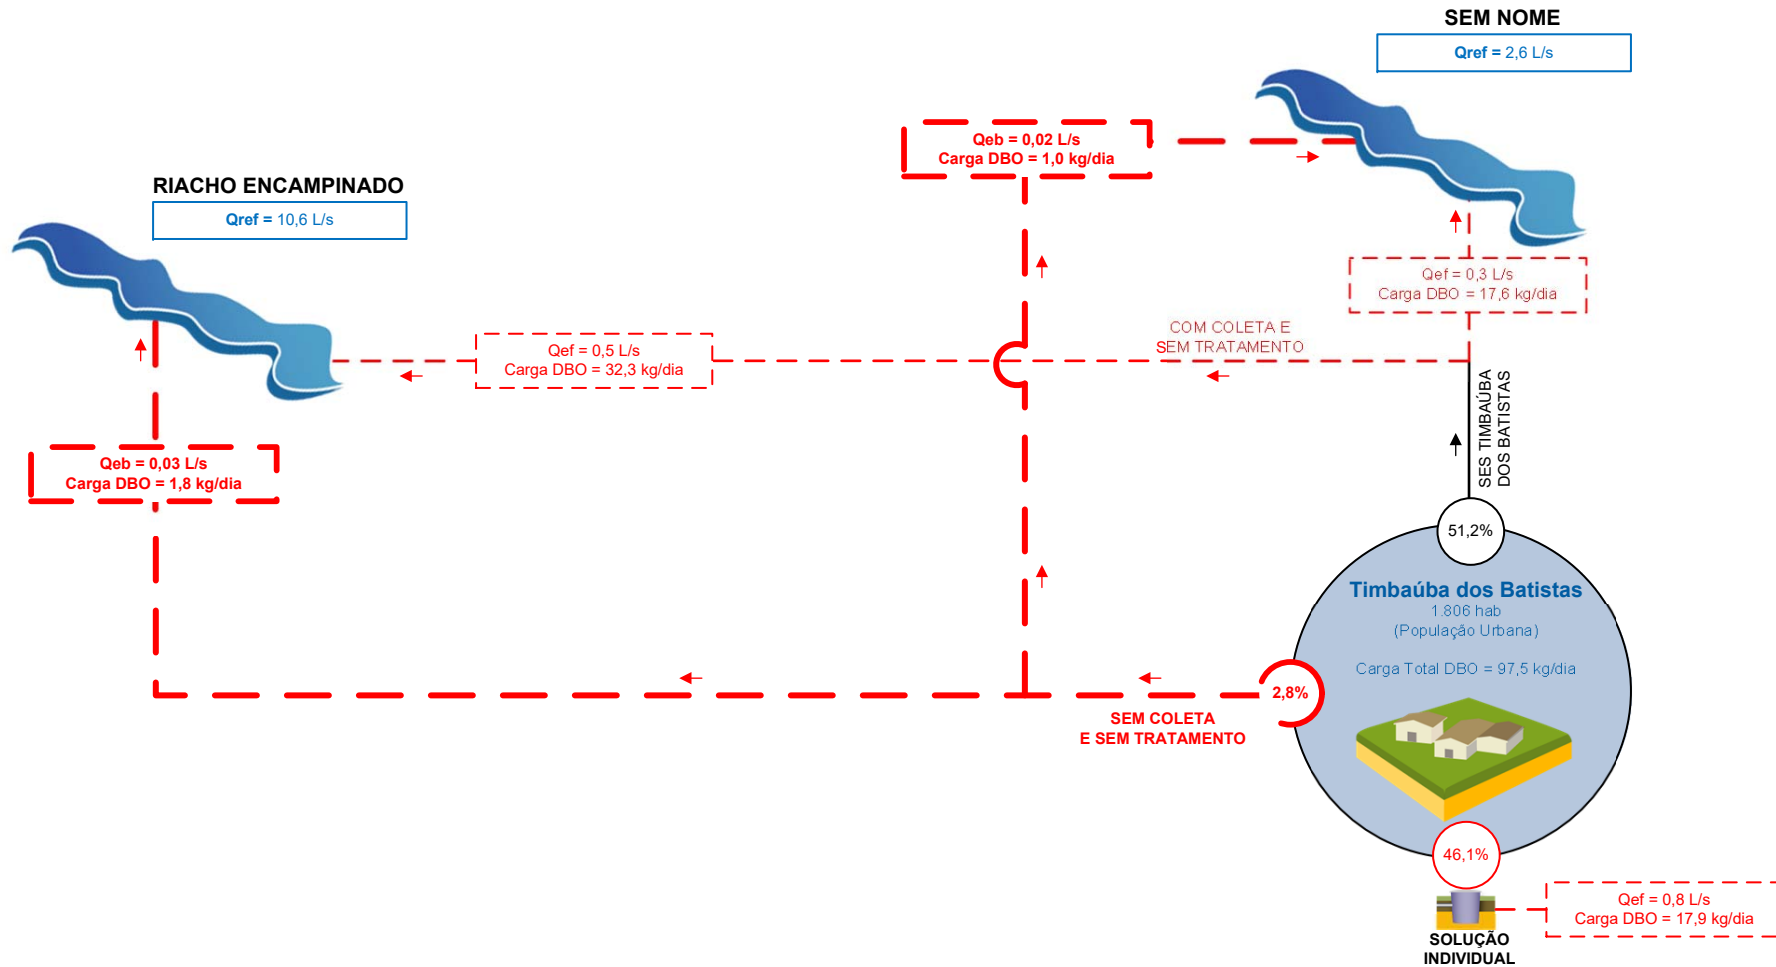 SEM NOME
Qref = 2,6 L/s
Qeb = 0,02 L/s
Carga DBO = 1,0 kg/dia
RIACHO ENCAMPINADO
Qref = 10,6 L/s
Qef = 0,3 L/s
Carga DBO = 17,6 kg/dia
COM COLETA E
SEM TRATAMENTO
Qef = 0,5 L/s
Carga DBO = 32,3 kg/dia
SES TIMBAÚBA
DOS BATISTAS
Qeb = 0,03 L/s
Carga DBO = 1,8 kg/dia
51,2%
Timbaúba dos Batistas
1.806 hab
(População Urbana)
Carga Total DBO = 97,5 kg/dia
2,8%
SEM COLETA
E SEM TRATAMENTO
46,1%
Qef = 0,8 L/s
Carga DBO = 17,9 kg/dia
SOLUÇÃO
INDIVIDUAL